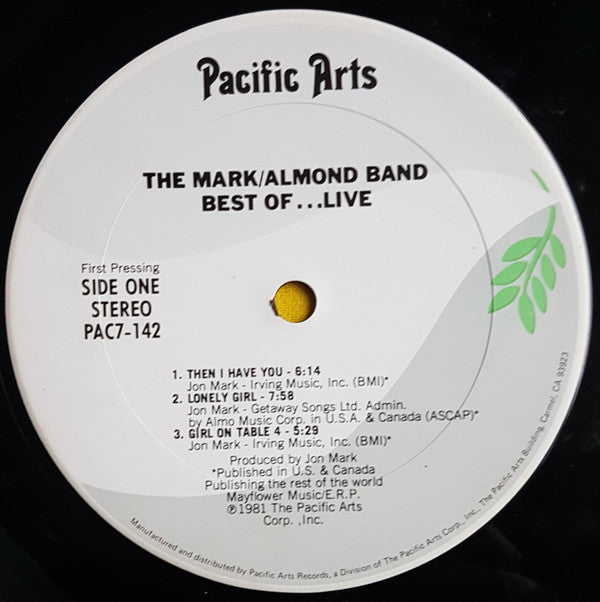 Pacific Arts
THE MARK/ALMOND BAND
BEST OF...LIVE
First Pressing
SIDE ONE
STEREO
PAC7-142
1. THEN I HAVE YOU - 6:14
Jon Mark - Irving Music, Inc. (BMI)*
2. LONELY GIRL - 7:58
Jon Mark - Getaway Songs Ltd. Admin.
by Almo Music Corp. in U.S.A. & Canada (ASCAP)*
3. GIRL ON TABLE 4 - 5:29
Jon Mark - Irving Music, Inc. (BMI)*
Produced by Jon Mark
*Published in U.S. & Canada
Publishing the rest of the world
Mayflower Music/E.R.P.
℗1981 The Pacific Arts
Corp. ,Inc.
Manufactured and distributed by Pacific Arts Records, a Division of The Pacific Arts Corp., Inc., The Pacific Arts Building, Carmel, CA 93923